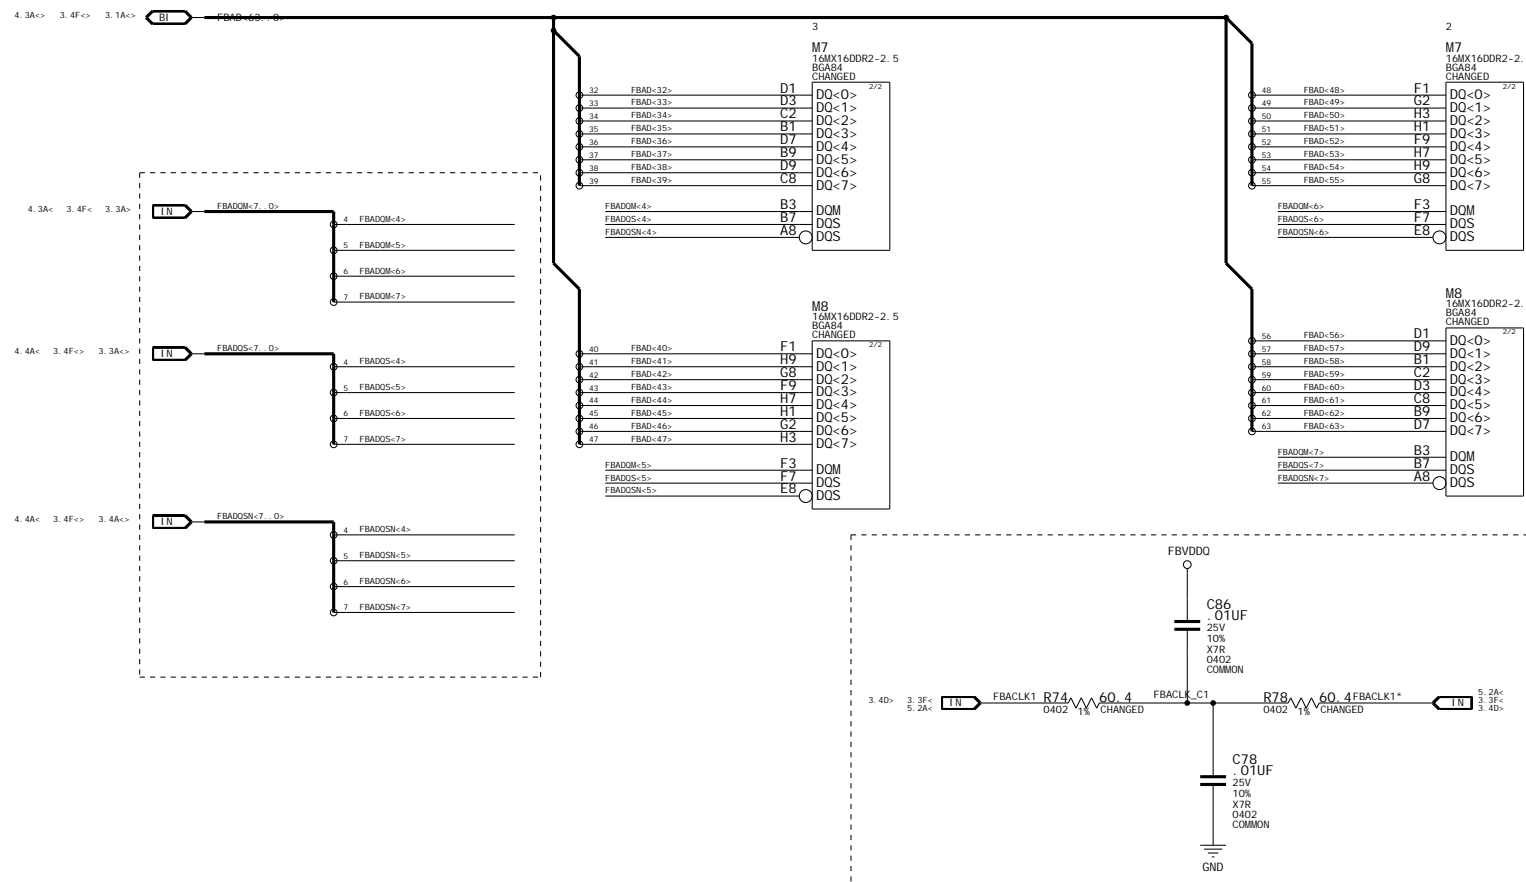 4.3A<> 3.4F<> 3.1A<> BI FBAD<63..0>
3 2
M7
16MX16DDR2-2.5
BGA84
CHANGED
2/2
32 FBAD<32> D1 DQ<0>
33 FBAD<33> D3 DQ<1>
34 FBAD<34> C2 DQ<2>
35 FBAD<35> B1 DQ<3>
36 FBAD<36> D7 DQ<4>
37 FBAD<37> B9 DQ<5>
38 FBAD<38> D9 DQ<6>
39 FBAD<39> C8 DQ<7>
FBADQM<4> B3 DQM
FBADQS<4> B7 DQS
FBADQSN<4> A8 DQS
M7
16MX16DDR2-2.
BGA84
CHANGED
2/2
48 FBAD<48> F1 DQ<0>
49 FBAD<49> G2 DQ<1>
50 FBAD<50> H3 DQ<2>
51 FBAD<51> H1 DQ<3>
52 FBAD<52> F9 DQ<4>
53 FBAD<53> H7 DQ<5>
54 FBAD<54> H9 DQ<6>
55 FBAD<55> G8 DQ<7>
FBADQM<6> F3 DQM
FBADQS<6> F7 DQS
FBADQSN<6> E8 DQS
4.3A< 3.4F< 3.3A> IN FBADQM<7..0>
4 FBADQM<4>
5 FBADQM<5>
6 FBADQM<6>
7 FBADQM<7>
4.4A< 3.4F<> 3.3A<> IN FBADQS<7..0>
4 FBADQS<4>
5 FBADQS<5>
6 FBADQS<6>
7 FBADQS<7>
4.4A< 3.4F<> 3.4A<> IN FBADQSN<7..0>
4 FBADQSN<4>
5 FBADQSN<5>
6 FBADQSN<6>
7 FBADQSN<7>
M8
16MX16DDR2-2.5
BGA84
CHANGED
2/2
40 FBAD<40> F1 DQ<0>
41 FBAD<41> H9 DQ<1>
42 FBAD<42> G8 DQ<2>
43 FBAD<43> F9 DQ<3>
44 FBAD<44> H7 DQ<4>
45 FBAD<45> H1 DQ<5>
46 FBAD<46> G2 DQ<6>
47 FBAD<47> H3 DQ<7>
FBADQM<5> F3 DQM
FBADQS<5> F7 DQS
FBADQSN<5> E8 DQS
M8
16MX16DDR2-2.
BGA84
CHANGED
2/2
56 FBAD<56> D1 DQ<0>
57 FBAD<57> D9 DQ<1>
58 FBAD<58> B1 DQ<2>
59 FBAD<59> C2 DQ<3>
60 FBAD<60> D3 DQ<4>
61 FBAD<61> C8 DQ<5>
62 FBAD<62> B9 DQ<6>
63 FBAD<63> D7 DQ<7>
FBADQM<7> B3 DQM
FBADQS<7> B7 DQS
FBADQSN<7> A8 DQS
FBVDDQ
C86
.01UF
25V
10%
X7R
0402
COMMON
3.4D> 3.3F< IN FBACLK1 R74 60.4 FBACLK_C1 R78 60.4 FBACLK1* IN 5.2A<
5.2A< 0402 1% CHANGED 0402 1% CHANGED 3.3F<
3.4D>
C78
.01UF
25V
10%
X7R
0402
COMMON
GND